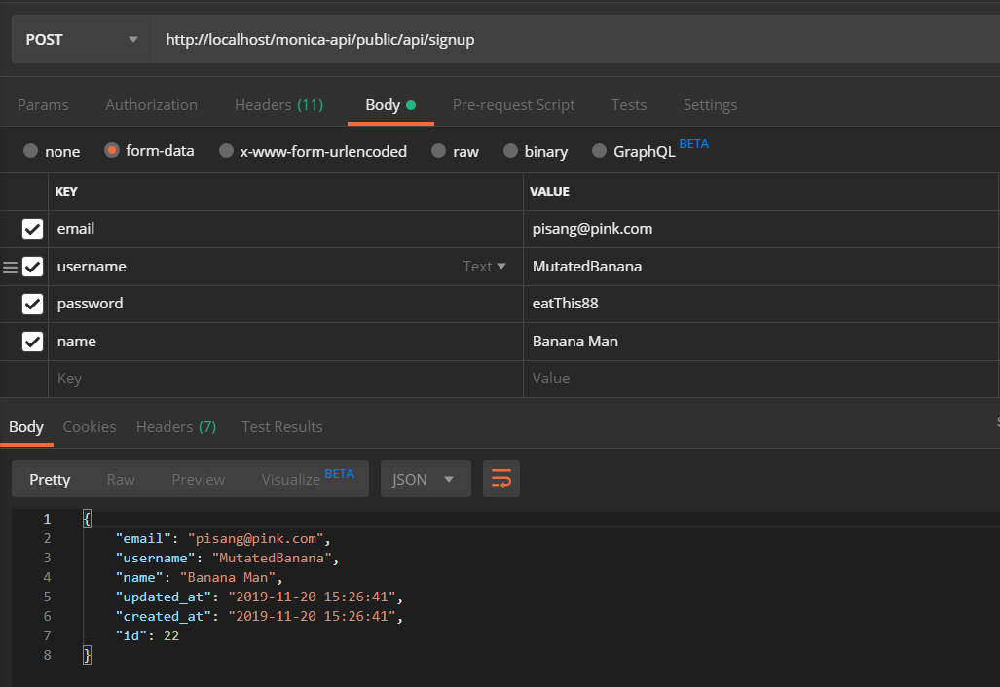 POST http://localhost/monica-api/public/api/signup
Params Authorization Headers (11) Body Pre-request Script Tests Settings
none form-data x-www-form-urlencoded raw binary GraphQL BETA
KEY VALUE
email pisang@pink.com
username Text MutatedBanana
password eatThis88
name Banana Man
Key Value
Body Cookies Headers (7) Test Results
Pretty Raw Preview Visualize BETA JSON
1 {
2 "email": "pisang@pink.com",
3 "username": "MutatedBanana",
4 "name": "Banana Man",
5 "updated_at": "2019-11-20 15:26:41",
6 "created_at": "2019-11-20 15:26:41",
7 "id": 22
8 }